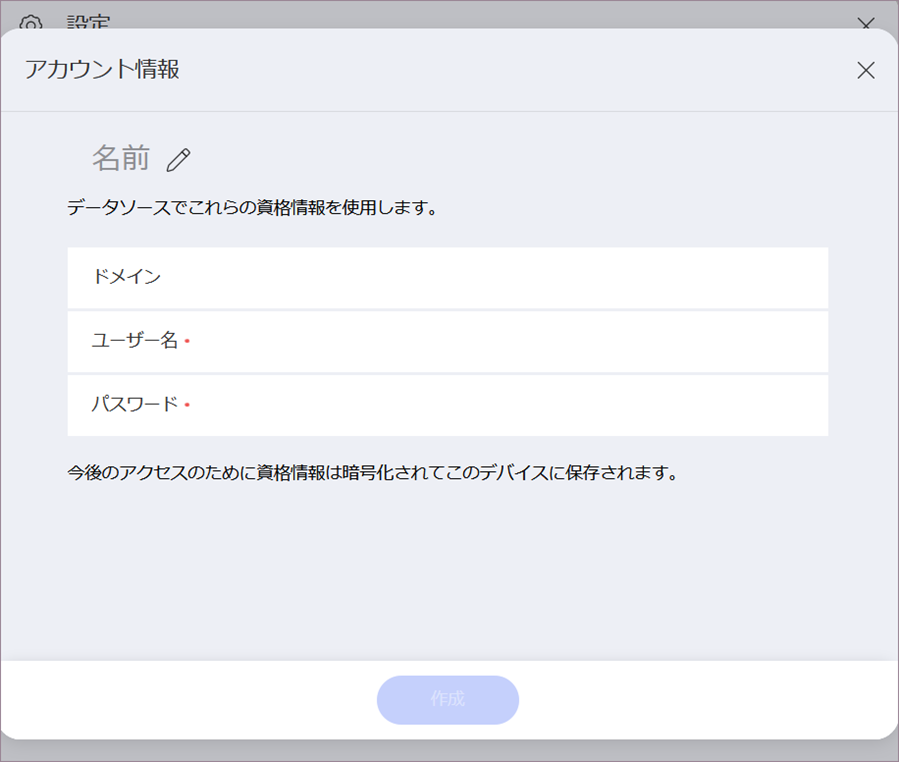 設定
アカウント情報
名前
データソースでこれらの資格情報を使用します。
ドメイン
ユーザー名
パスワード
今後のアクセスのために資格情報は暗号化されてこのデバイスに保存されます。
作成